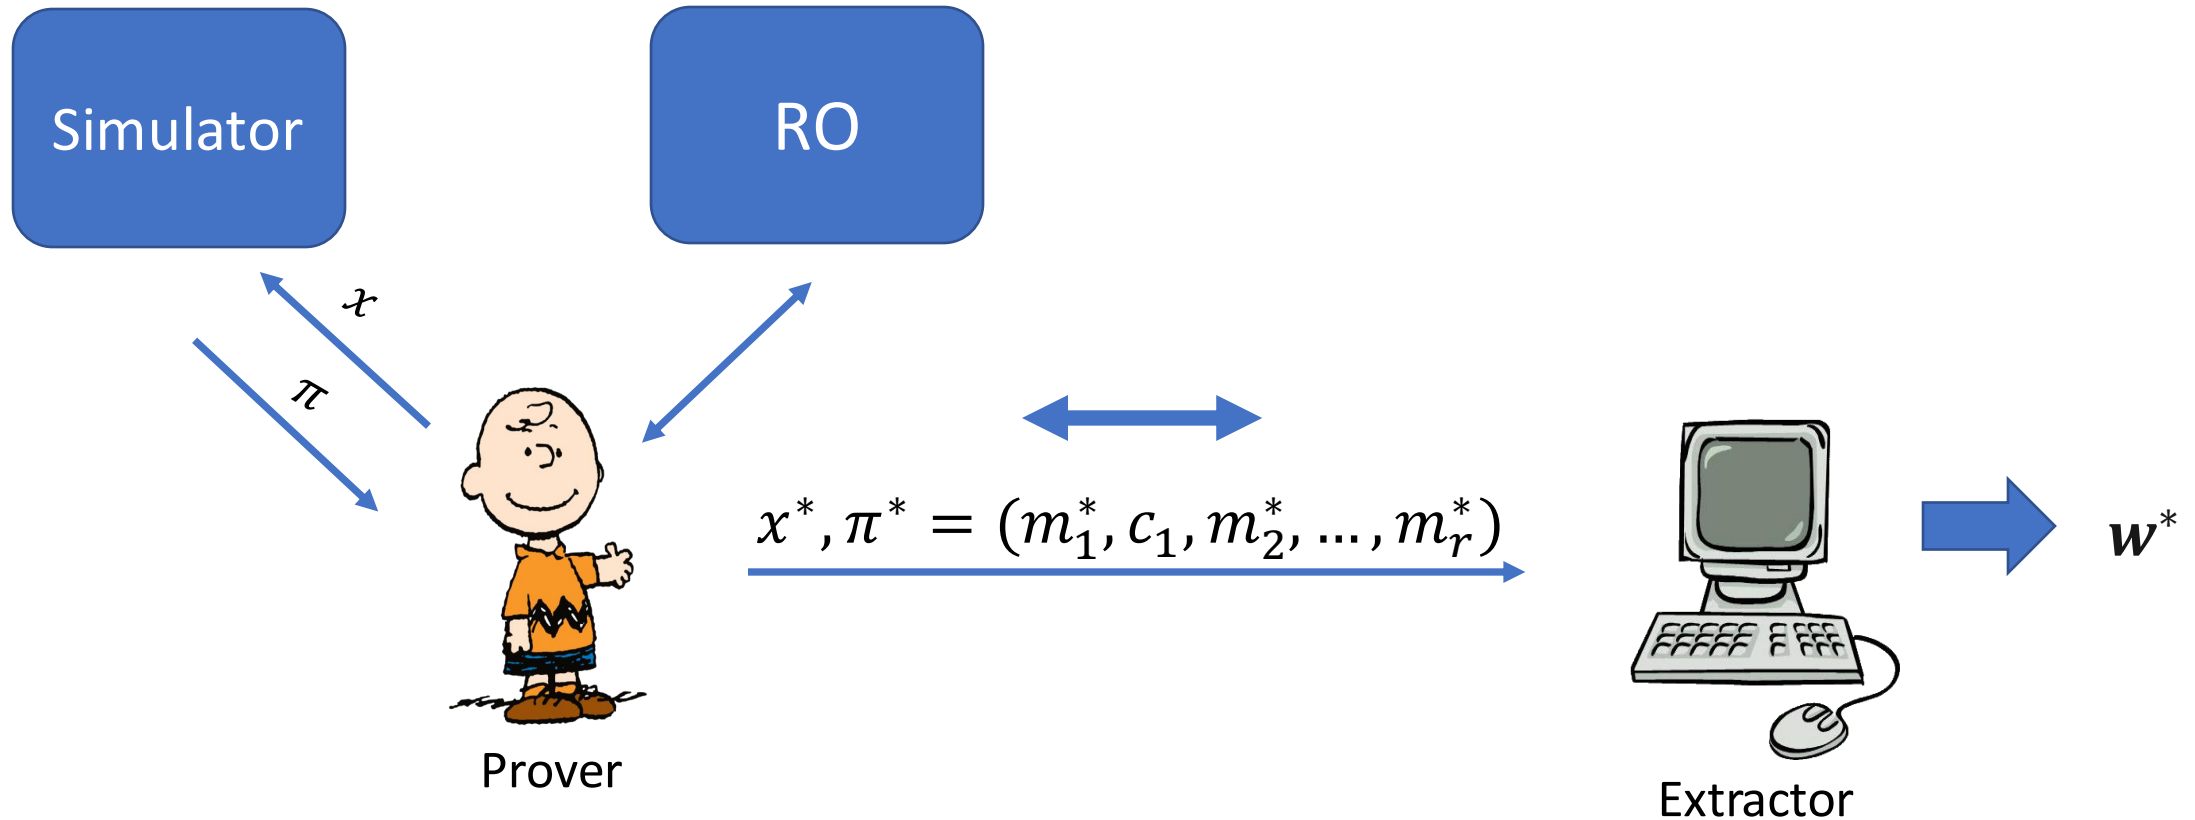 Simulator
RO
x
π
x*, π* = (m₁*, c₁, m₂*, …, mᵣ*)
w*
Prover
Extractor